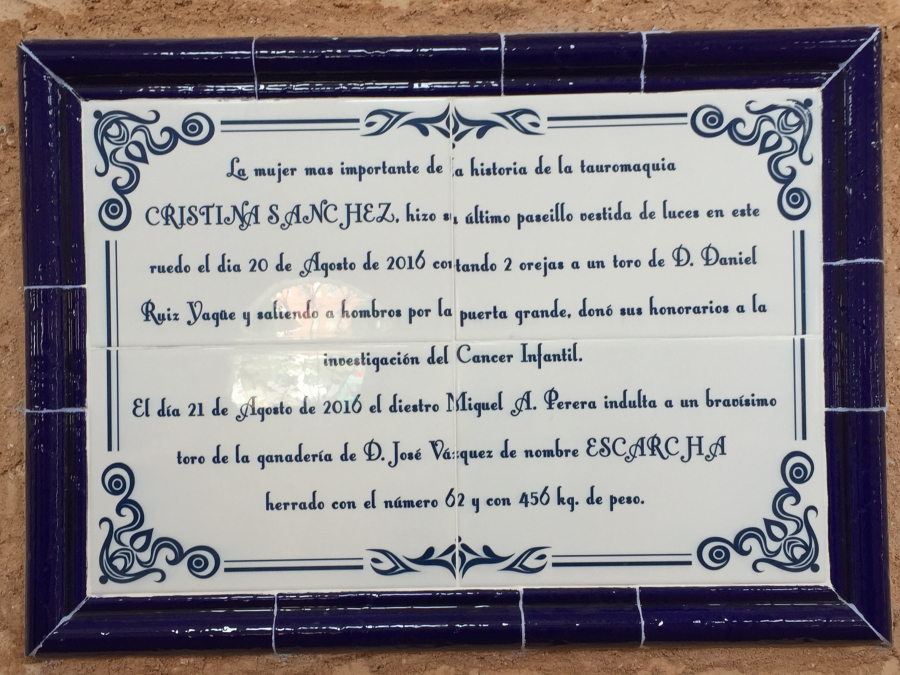 La mujer mas importante de la historia de la tauromaquia
CRISTINA SANCHEZ, hizo su último paseillo vestida de luces en este
ruedo el dia 20 de Agosto de 2016 cortando 2 orejas a un toro de D. Daniel
Ruiz Yagüe y saliendo a hombros por la puerta grande, donó sus honorarios a la
investigación del Cancer Infantil.
El día 21 de Agosto de 2016 el diestro Miguel A. Perera indulta a un bravísimo
toro de la ganadería de D. José Vázquez de nombre ESCARCHA
herrado con el número 62 y con 456 kg. de peso.